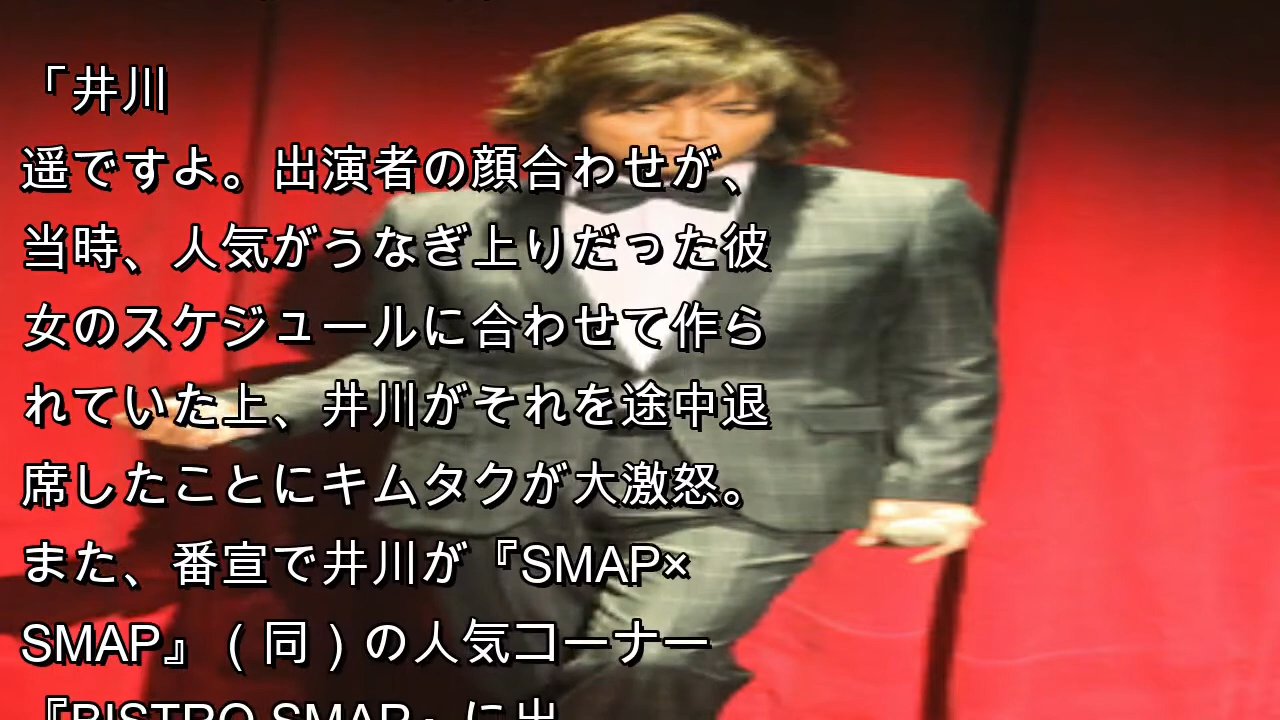 「井川
遥ですよ。出演者の顔合わせが、
当時、人気がうなぎ上りだった彼
女のスケジュールに合わせて作ら
れていた上、井川がそれを途中退
席したことにキムタクが大激怒。
また、番宣で井川が『SMAP×
SMAP』(同)の人気コーナー
『BISTRO SMAP』に出